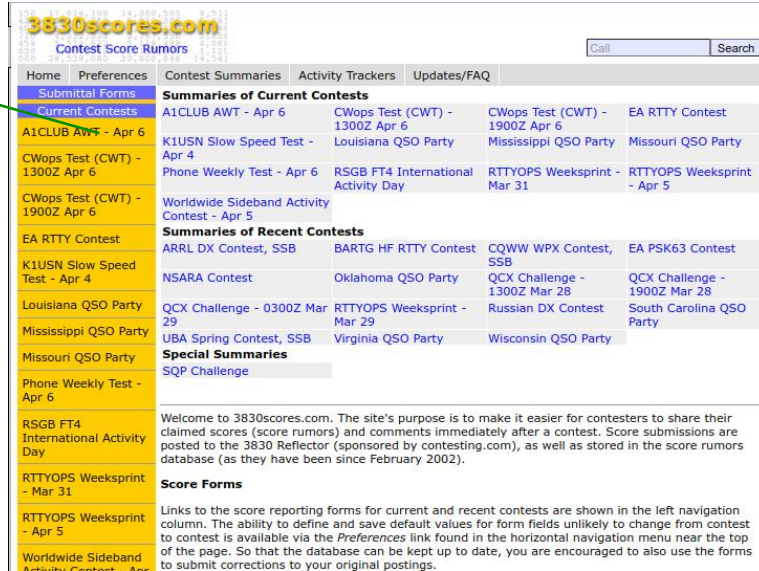 3830scores.com
Contest Score Rumors
Call
Search
Home Preferences Contest Summaries Activity Trackers Updates/FAQ
Submittal Forms
Current Contests
A1CLUB AWT - Apr 6
CWops Test (CWT) -
1300Z Apr 6
CWops Test (CWT) -
1900Z Apr 6
EA RTTY Contest
K1USN Slow Speed
Test - Apr 4
Louisiana QSO Party
Mississippi QSO Party
Missouri QSO Party
Phone Weekly Test -
Apr 6
RSGB FT4
International Activity
Day
RTTYOPS Weeksprint
- Mar 31
RTTYOPS Weeksprint
- Apr 5
Worldwide Sideband
Activity Contest - Apr
Summaries of Current Contests
A1CLUB AWT - Apr 6
CWops Test (CWT) -
1300Z Apr 6
CWops Test (CWT) -
1900Z Apr 6
EA RTTY Contest
K1USN Slow Speed Test -
Apr 4
Louisiana QSO Party
Mississippi QSO Party
Missouri QSO Party
Phone Weekly Test - Apr 6
RSGB FT4 International
Activity Day
RTTYOPS Weeksprint -
Mar 31
RTTYOPS Weeksprint
- Apr 5
Worldwide Sideband Activity
Contest - Apr 5
Summaries of Recent Contests
ARRL DX Contest, SSB
BARTG HF RTTY Contest
CQWW WPX Contest,
SSB
EA PSK63 Contest
NSARA Contest
Oklahoma QSO Party
QCX Challenge -
1300Z Mar 28
QCX Challenge -
1900Z Mar 28
QCX Challenge - 0300Z Mar
29
RTTYOPS Weeksprint -
Mar 29
Russian DX Contest
South Carolina QSO
Party
UBA Spring Contest, SSB
Virginia QSO Party
Wisconsin QSO Party
Special Summaries
SQP Challenge
Welcome to 3830scores.com. The site's purpose is to make it easier for contesters to share their
claimed scores (score rumors) and comments immediately after a contest. Score submissions are
posted to the 3830 Reflector (sponsored by contesting.com), as well as stored in the score rumors
database (as they have been since February 2002).
Score Forms
Links to the score reporting forms for current and recent contests are shown in the left navigation
column. The ability to define and save default values for form fields unlikely to change from contest
to contest is available via the Preferences link found in the horizontal navigation menu near the top
of the page. So that the database can be kept up to date, you are encouraged to also use the forms
to submit corrections to your original postings.